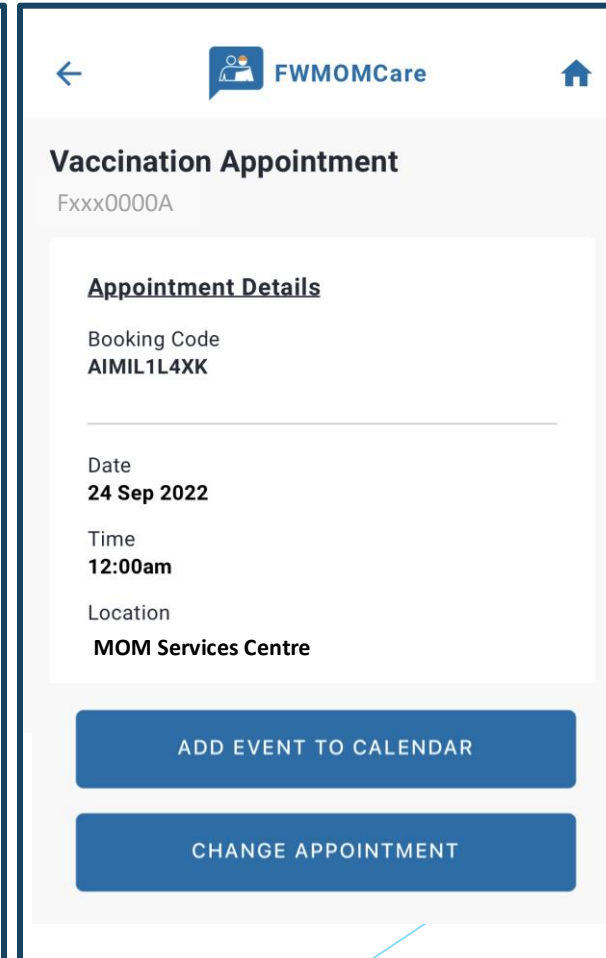 FWMOMCare
Vaccination Appointment
Fxxx0000A
Appointment Details
Booking Code
AIMIL1L4XK
Date
24 Sep 2022
Time
12:00am
Location
MOM Services Centre
ADD EVENT TO CALENDAR
CHANGE APPOINTMENT